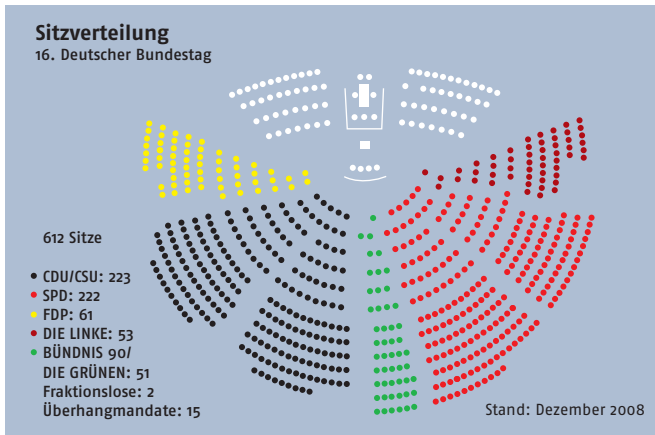 Sitzverteilung
16. Deutscher Bundestag
612 Sitze
CDU/CSU: 223
SPD: 222
FDP: 61
DIE LINKE: 53
BÜNDNIS 90/
DIE GRÜNEN: 51
Fraktionslose: 2
Überhangmandate: 15
Stand: Dezember 2008